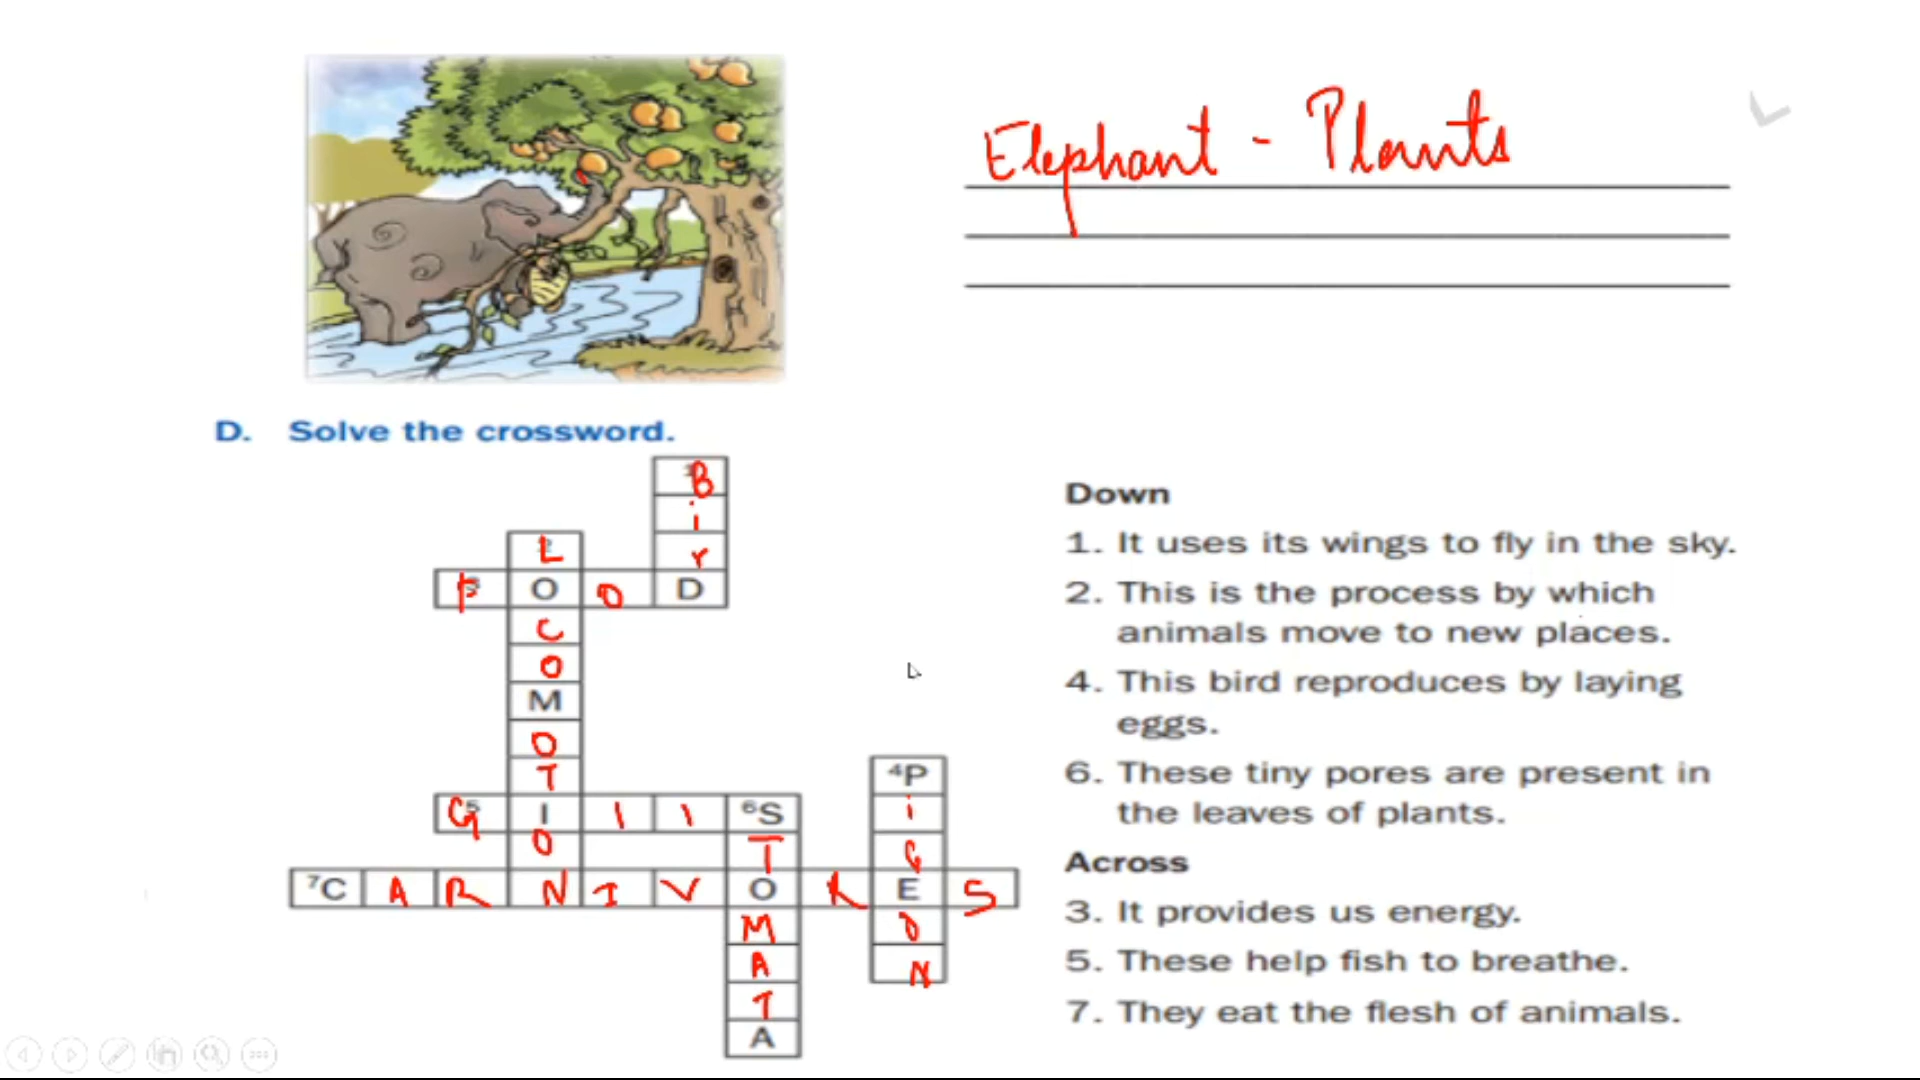 Elephant - Plants
D. Solve the crossword.
B
i
L
r
F O O D
C
O
M
O
T
4P
G5 I l l 6S
i
O
T
G
7C A R N I V O R E S
M
O
A
N
T
A
Down
1. It uses its wings to fly in the sky.
2. This is the process by which
animals move to new places.
4. This bird reproduces by laying
eggs.
6. These tiny pores are present in
the leaves of plants.
Across
3. It provides us energy.
5. These help fish to breathe.
7. They eat the flesh of animals.